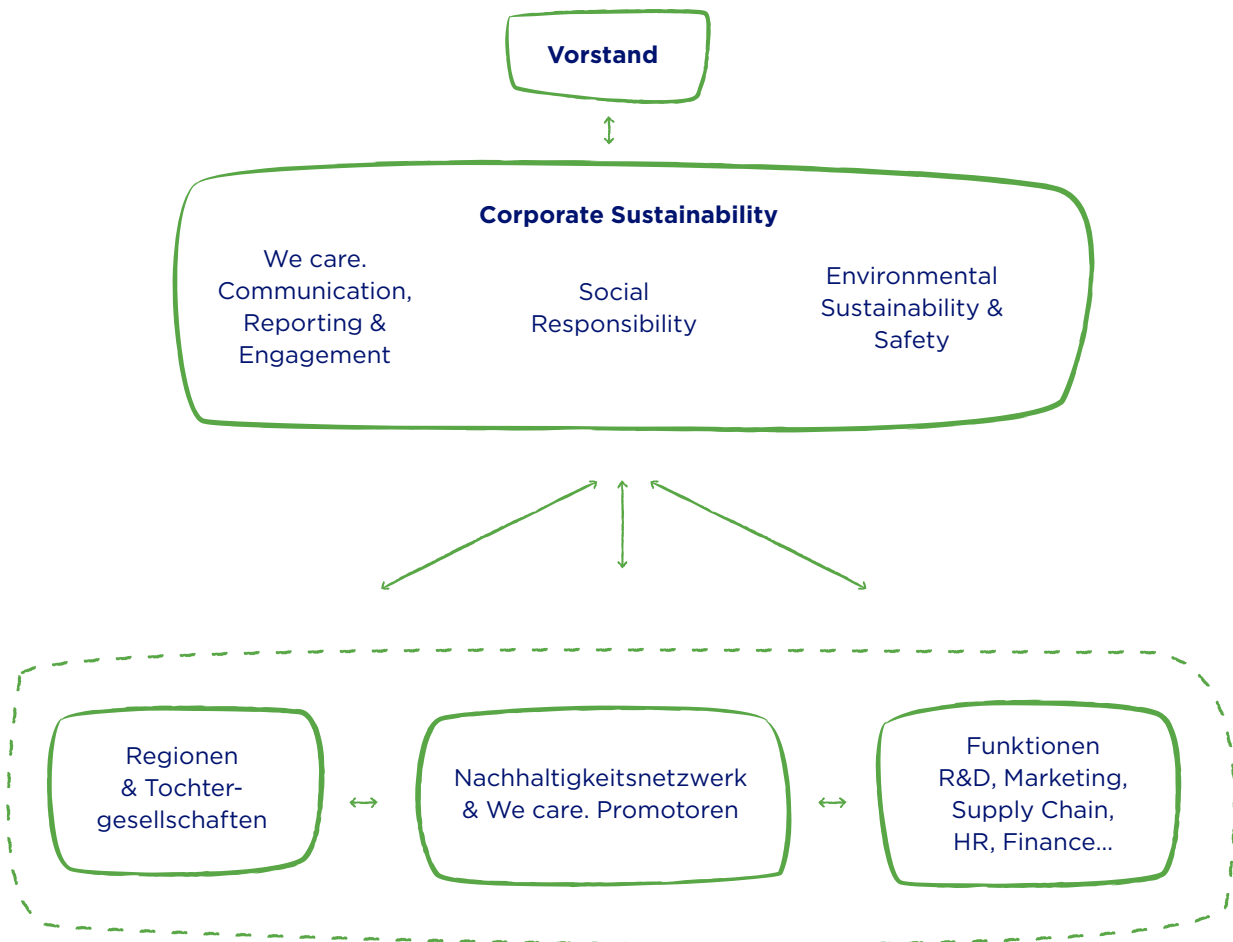 Vorstand
Corporate Sustainability
We care.
Communication,
Reporting &
Engagement
Social
Responsibility
Environmental
Sustainability &
Safety
Regionen
& Tochter-
gesellschaften
Nachhaltigkeitsnetzwerk
& We care. Promotoren
Funktionen
R&D, Marketing,
Supply Chain,
HR, Finance...